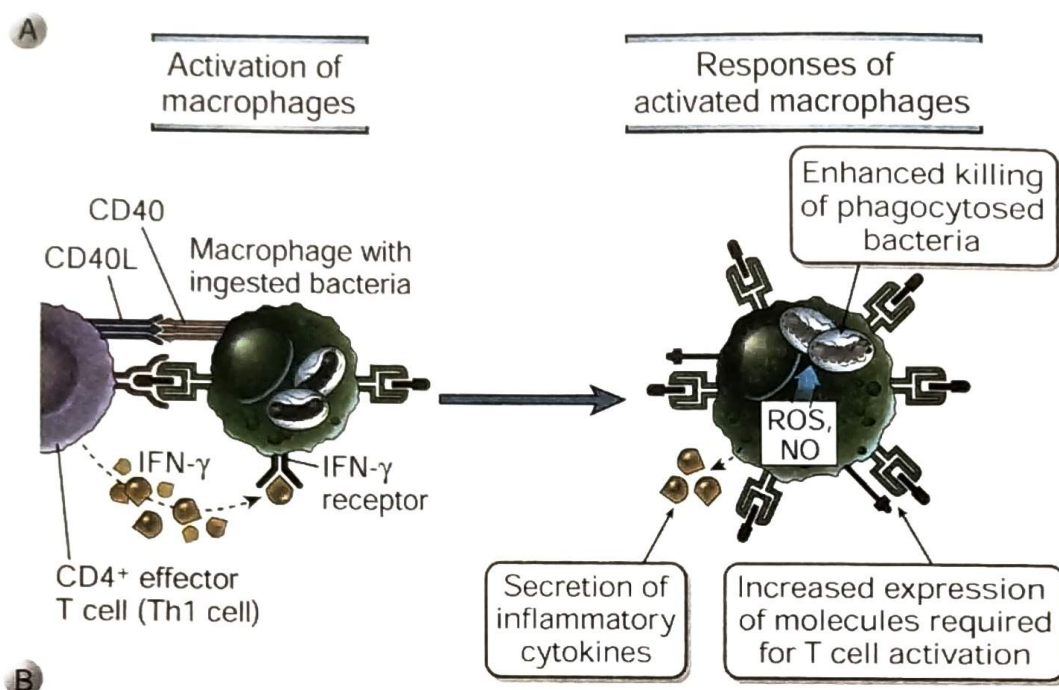 A
Activation of
macrophages
Responses of
activated macrophages
Enhanced killing
of phagocytosed
bacteria
CD40
CD40L
Macrophage with
ingested bacteria
ROS,
NO
IFN-γ
IFN-γ
receptor
CD4⁺ effector
T cell (Th1 cell)
Secretion of
inflammatory
cytokines
Increased expression
of molecules required
for T cell activation
B